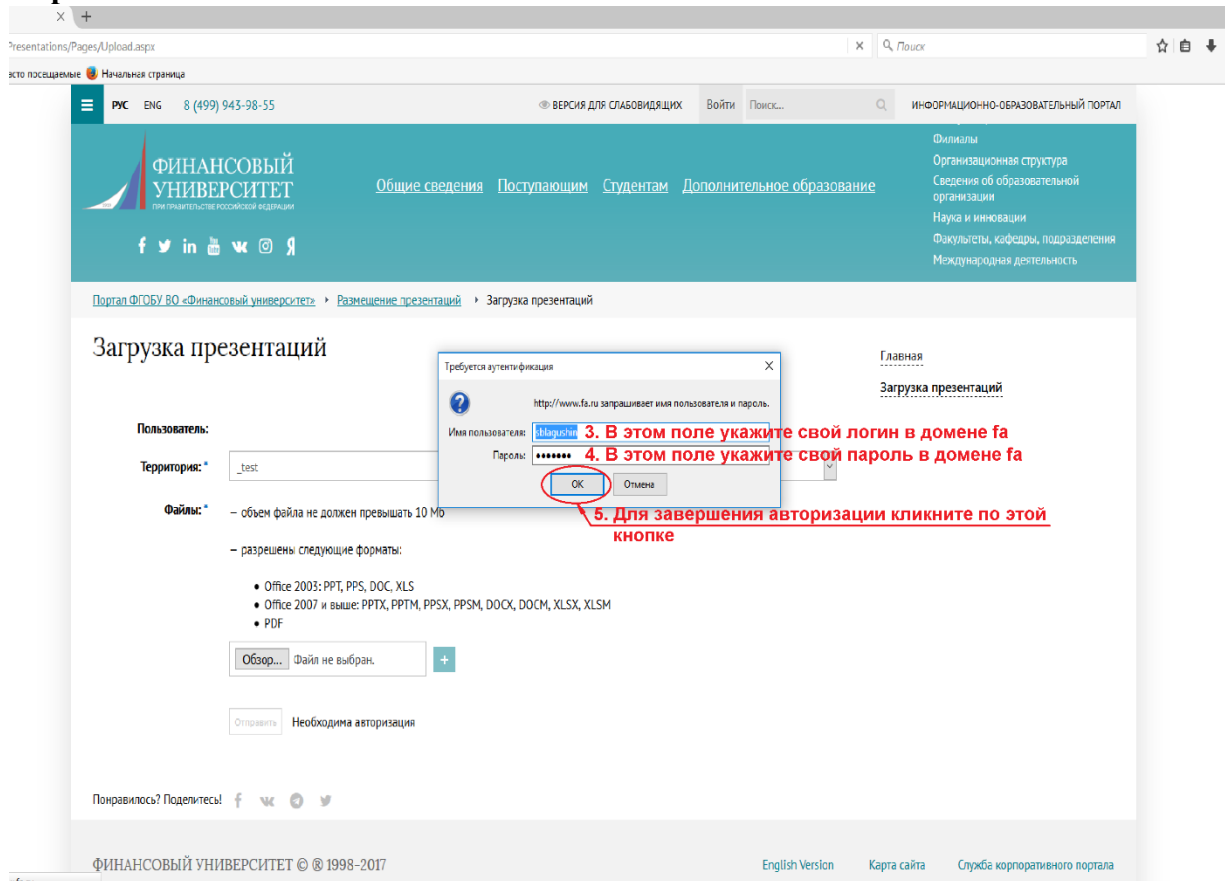 Presentations/Pages/Upload.aspx
Поиск
асто посещаемые Начальная страница
РУС ENG 8 (499) 943-98-55 ВЕРСИЯ ДЛЯ СЛАБОВИДЯЩИХ Войти Поиск... ИНФОРМАЦИОННО-ОБРАЗОВАТЕЛЬНЫЙ ПОРТАЛ
ФИНАНСОВЫЙ
УНИВЕРСИТЕТ
ПРИ ПРАВИТЕЛЬСТВЕ РОССИЙСКОЙ ФЕДЕРАЦИИ
Общие сведения Поступающим Студентам Дополнительное образование
Филиалы
Организационная структура
Сведения об образовательной
организации
Наука и инновации
Факультеты, кафедры, подразделения
Международная деятельность
Портал ФГОБУ ВО «Финансовый университет» Размещение презентаций Загрузка презентаций
Загрузка презентаций
Главная
Загрузка презентаций
Требуется аутентификация
http://www.fa.ru запрашивает имя пользователя и пароль.
Имя пользователя: sblagushin 3. В этом поле укажите свой логин в домене fa
Пароль: ●●●●●●● 4. В этом поле укажите свой пароль в домене fa
OK Отмена
5. Для завершения авторизации кликните по этой
кнопке
Пользователь:
Территория: * _test
Файлы: * – объем файла не должен превышать 10 Мб
– разрешены следующие форматы:
• Office 2003: PPT, PPS, DOC, XLS
• Office 2007 и выше: PPTX, PPTM, PPSX, PPSM, DOCX, DOCM, XLSX, XLSM
• PDF
Обзор... Файл не выбран. +
Отправить Необходима авторизация
Понравилось? Поделитесь!
ФИНАНСОВЫЙ УНИВЕРСИТЕТ © ® 1998-2017 English Version Карта сайта Служба корпоративного портала